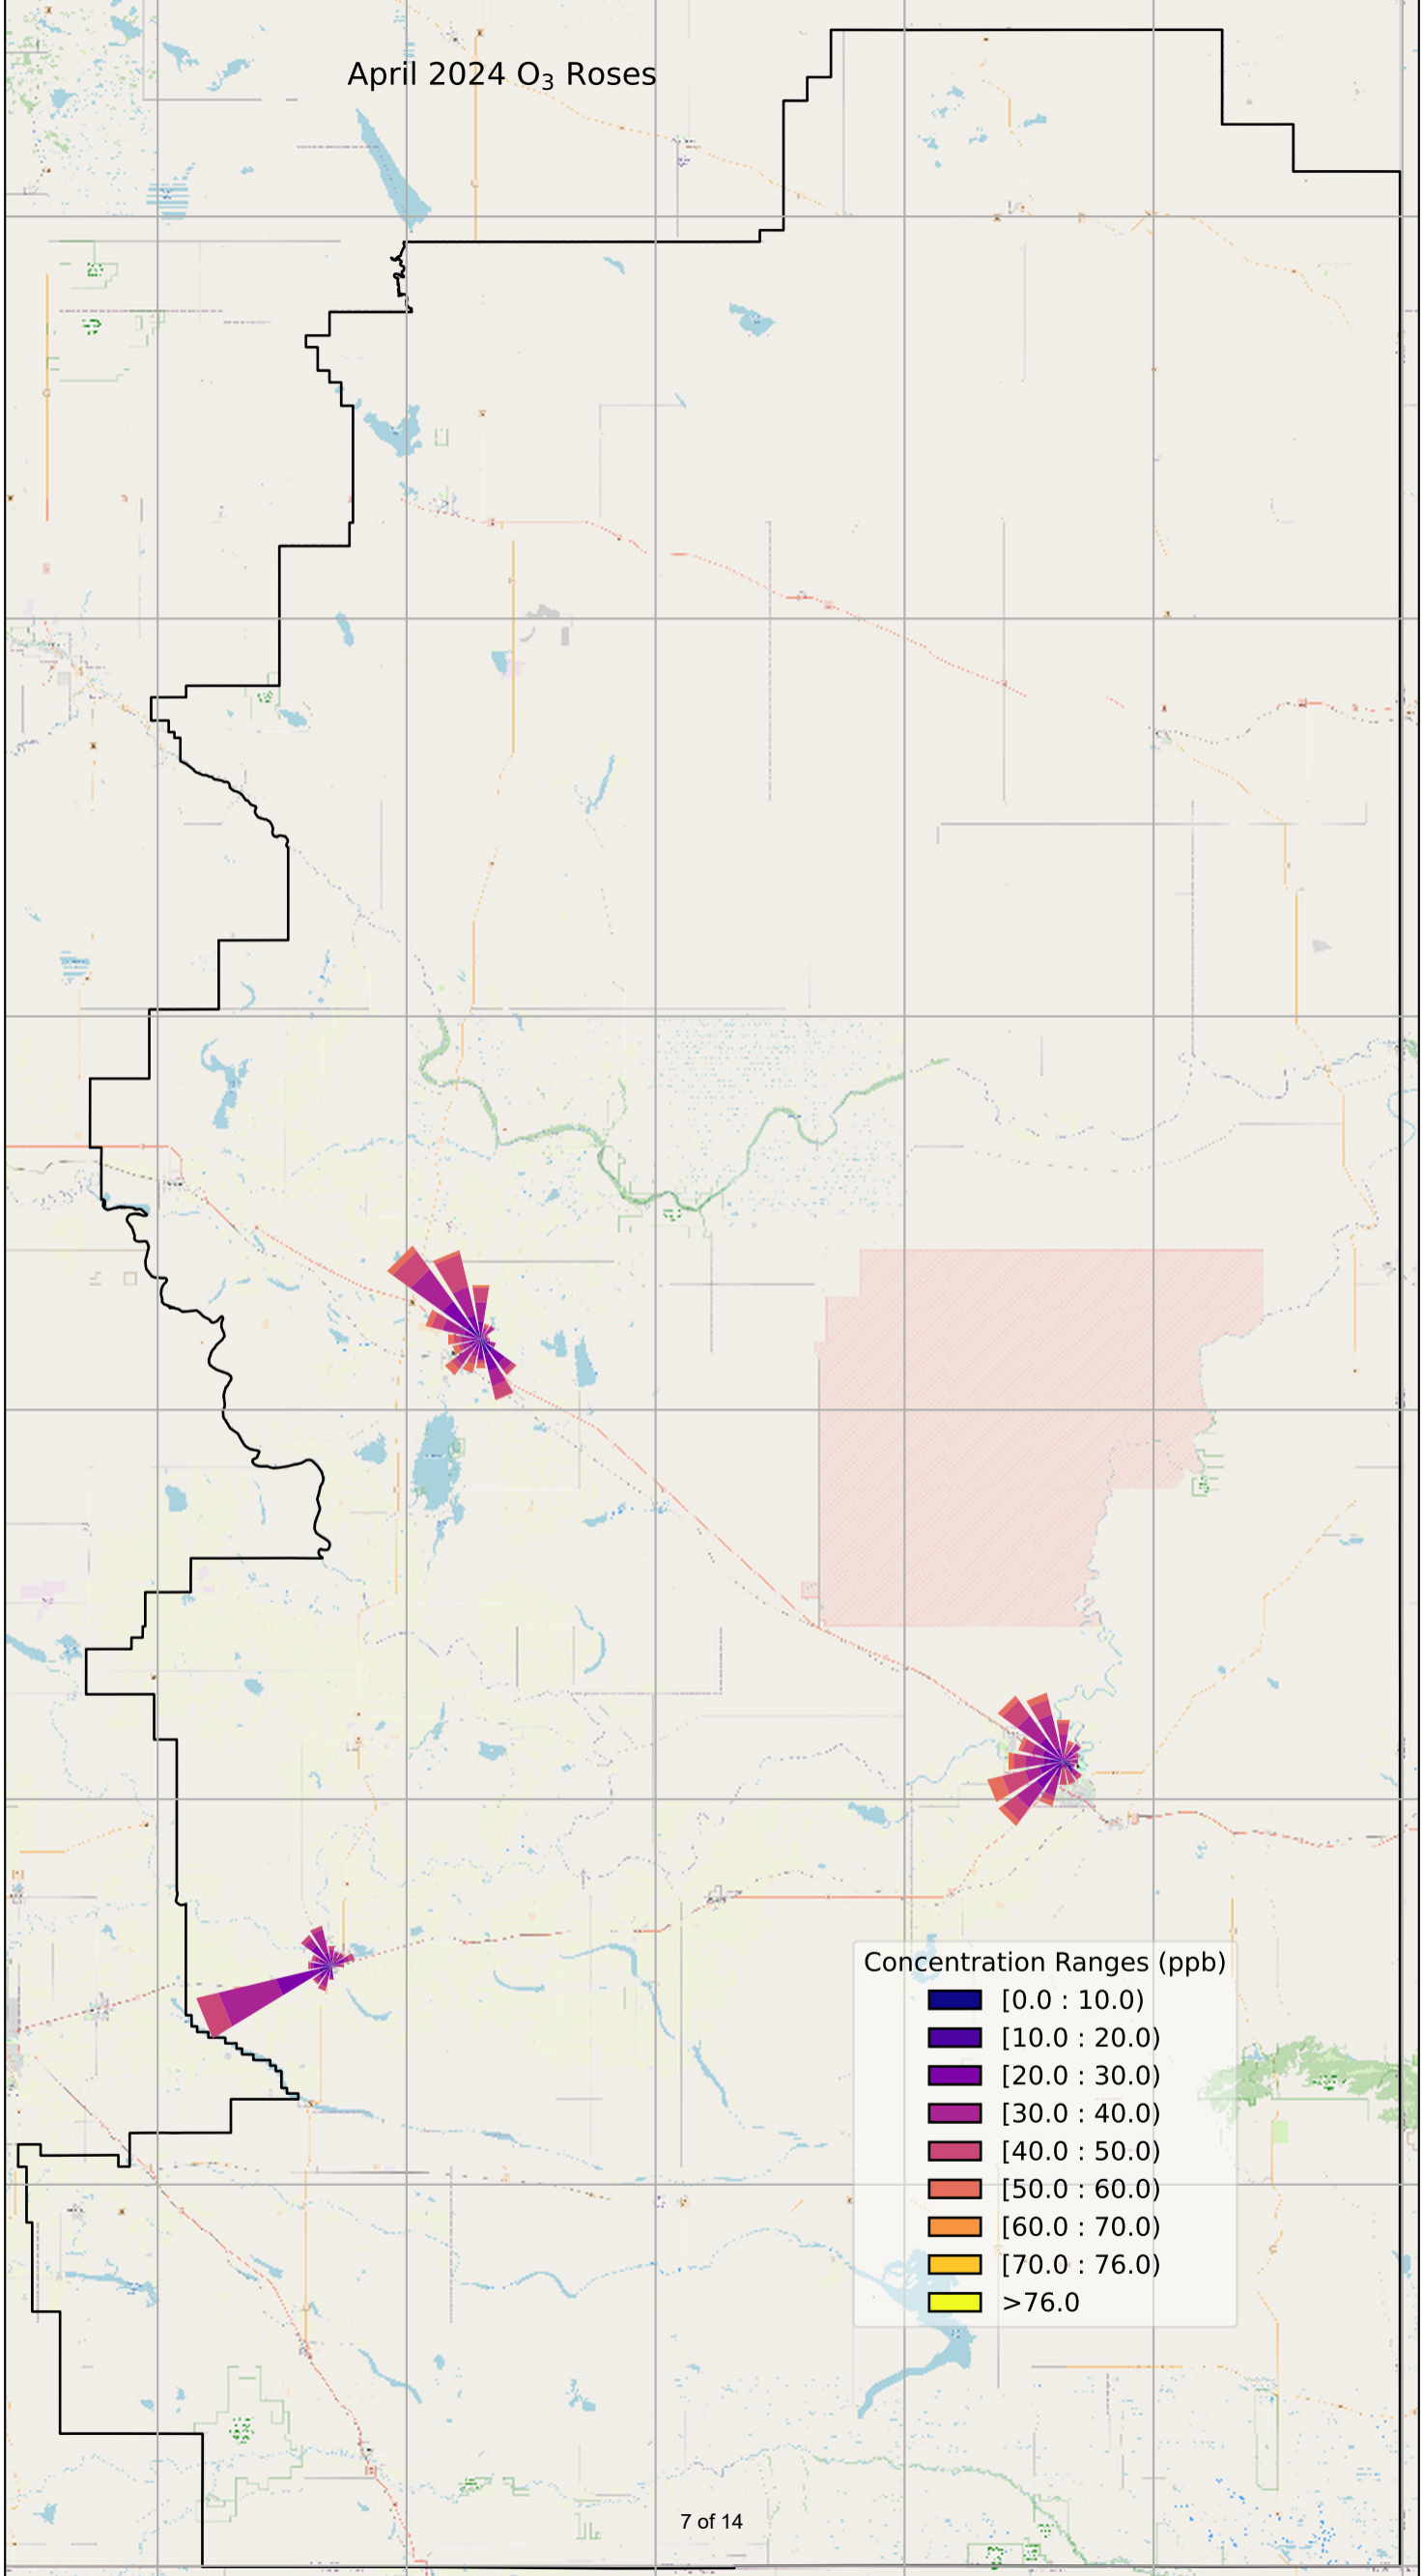 April 2024 O₃ Roses
Concentration Ranges (ppb)
[0.0 : 10.0)
[10.0 : 20.0)
[20.0 : 30.0)
[30.0 : 40.0)
[40.0 : 50.0)
[50.0 : 60.0)
[60.0 : 70.0)
[70.0 : 76.0)
>76.0
7 of 14